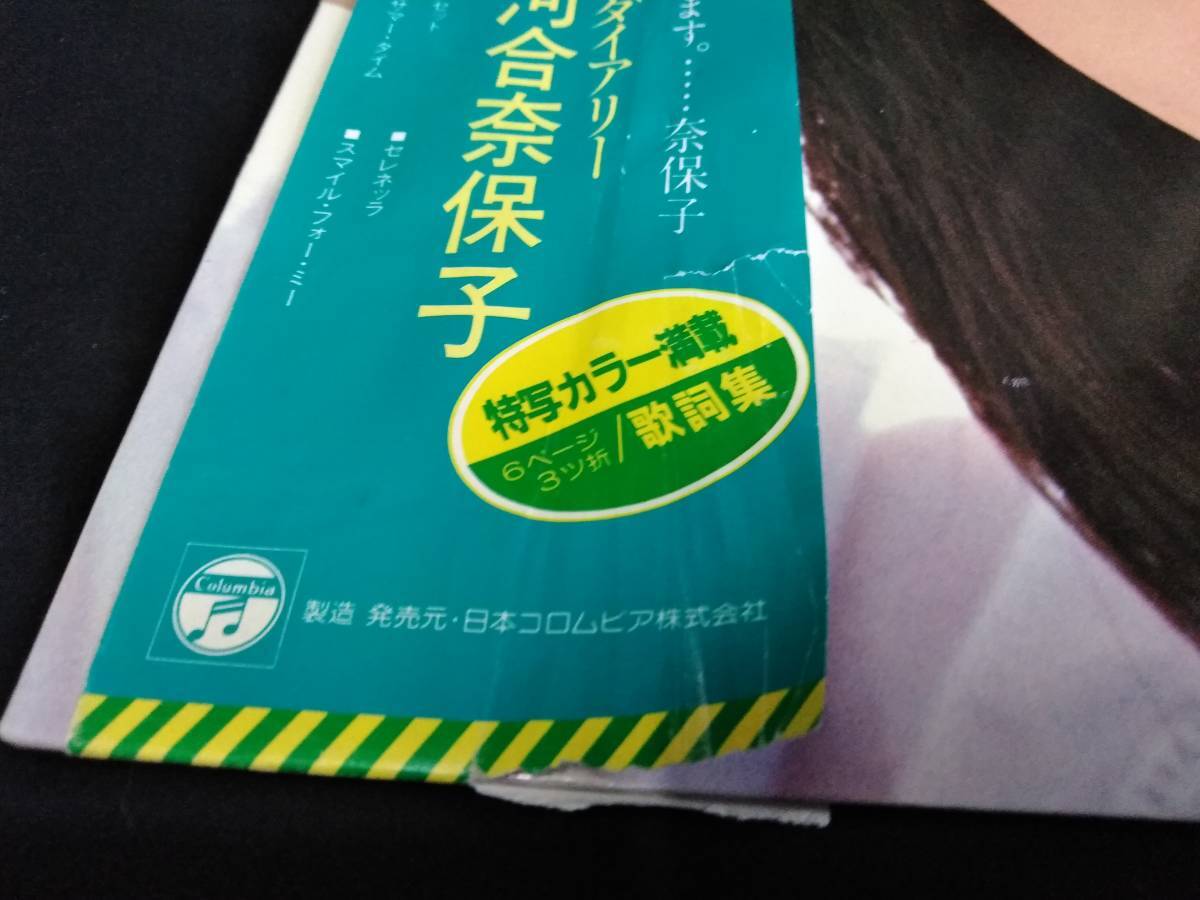 ます。……奈保子
ダイアリー
河合奈保子
セット
サマー・タイム
■セレネッラ
■スマイル・フォー・ミー
特写カラー満載
6ページ
3ツ折
/歌詞集
Columbia
製造 発売元・日本コロムビア株式会社